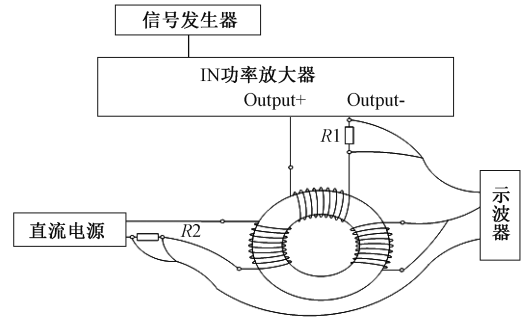 信号发生器
IN功率放大器
Output+ Output-
R1
示波器
直流电源
R2